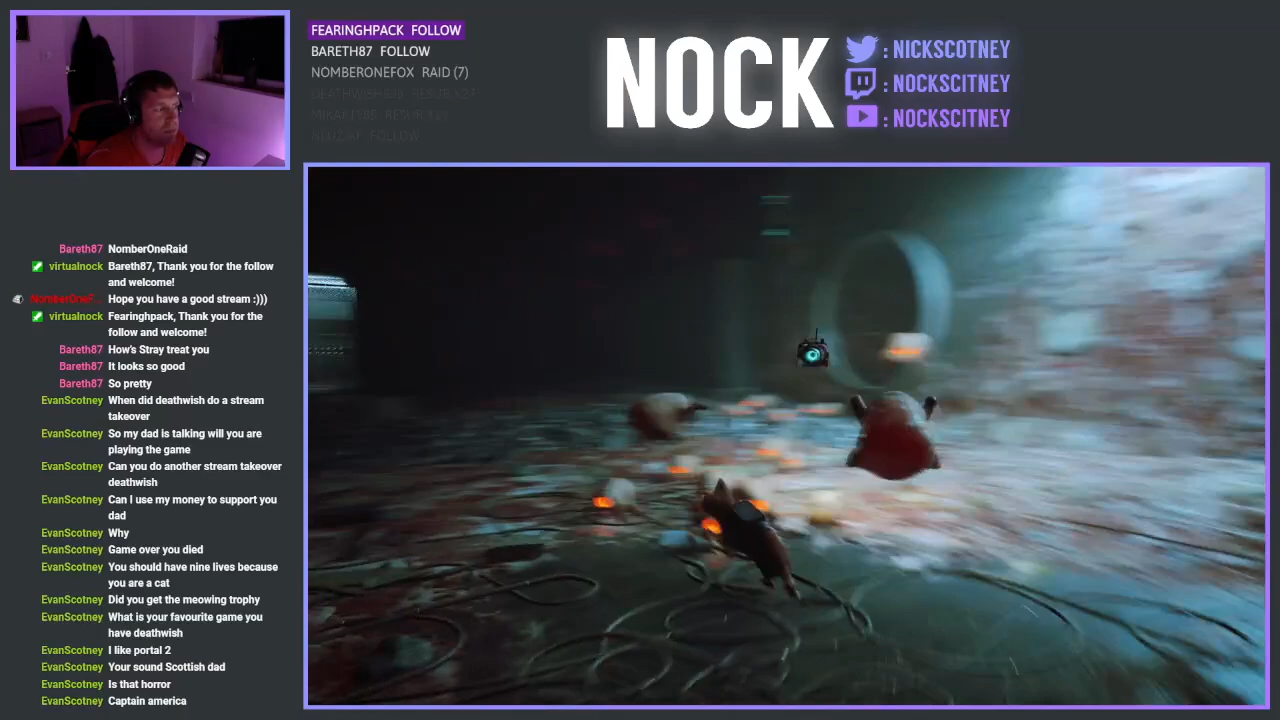 FEARINGHPACK FOLLOW
BARETH87 FOLLOW
NOMBERONEFOX RAID (7)
NOCK
: NICKSCOTNEY
: NOCKSCITNEY
: NOCKSCITNEY
Bareth87 NomberOneRaid
virtualnock Bareth87, Thank you for the follow
and welcome!
NomberOneF... Hope you have a good stream :)))
virtualnock Fearinghpack, Thank you for the
follow and welcome!
Bareth87 How's Stray treat you
Bareth87 It looks so good
Bareth87 So pretty
EvanScotney When did deathwish do a stream
takeover
EvanScotney So my dad is talking will you are
playing the game
EvanScotney Can you do another stream takeover
deathwish
EvanScotney Can I use my money to support you
dad
EvanScotney Why
EvanScotney Game over you died
EvanScotney You should have nine lives because
you are a cat
EvanScotney Did you get the meowing trophy
EvanScotney What is your favourite game you
have deathwish
EvanScotney I like portal 2
EvanScotney Your sound Scottish dad
EvanScotney Is that horror
EvanScotney Captain america